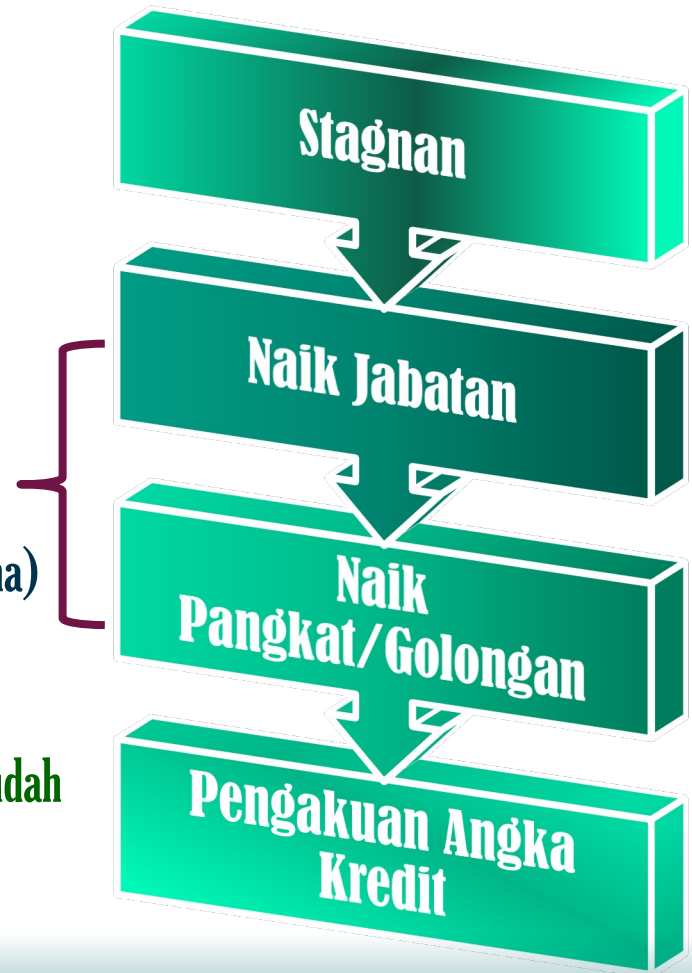 Stagnan
Naik Jabatan
Naik
Pangkat/Golongan
Pengakuan Angka
Kredit